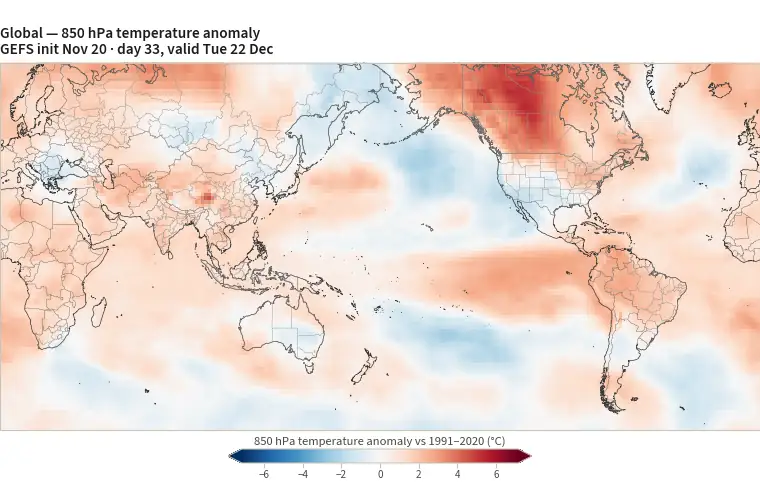 Global — 850 hPa temperature anomaly
GEFS init Nov 20 · day 33, valid Tue 22 Dec
850 hPa temperature anomaly vs 1991–2020 (°C)
−6 −4 −2 0 2 4 6